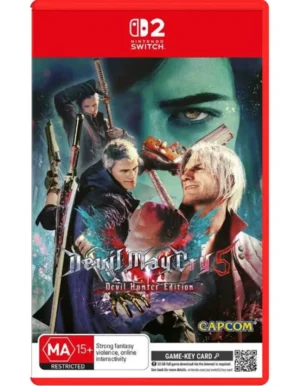 2
NINTENDO
SWITCH
Devil May Cry 5
Devil Hunter Edition
CAPCOM
MA 15+
Strong fantasy
violence, online
interactivity
RESTRICTED
GAME-KEY CARD